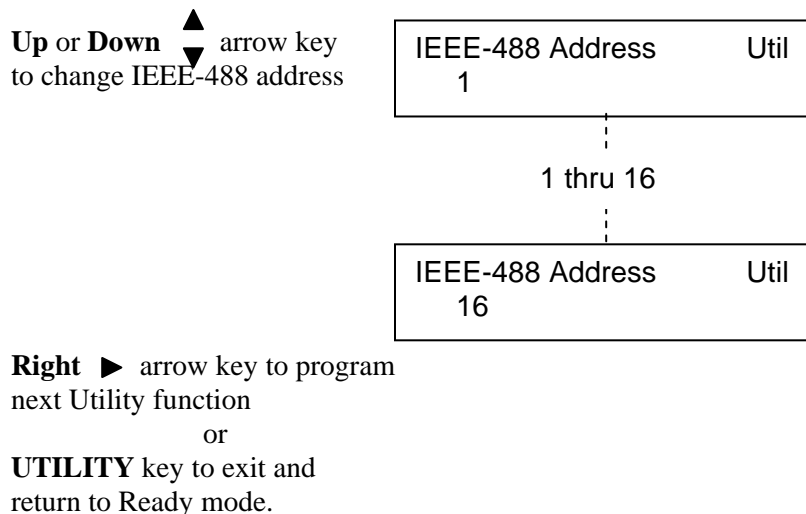 Up or Down ▲▼ arrow key
to change IEEE-488 address
IEEE-488 Address Util
1
1 thru 16
IEEE-488 Address Util
16
Right ► arrow key to program
next Utility function
or
UTILITY key to exit and
return to Ready mode.